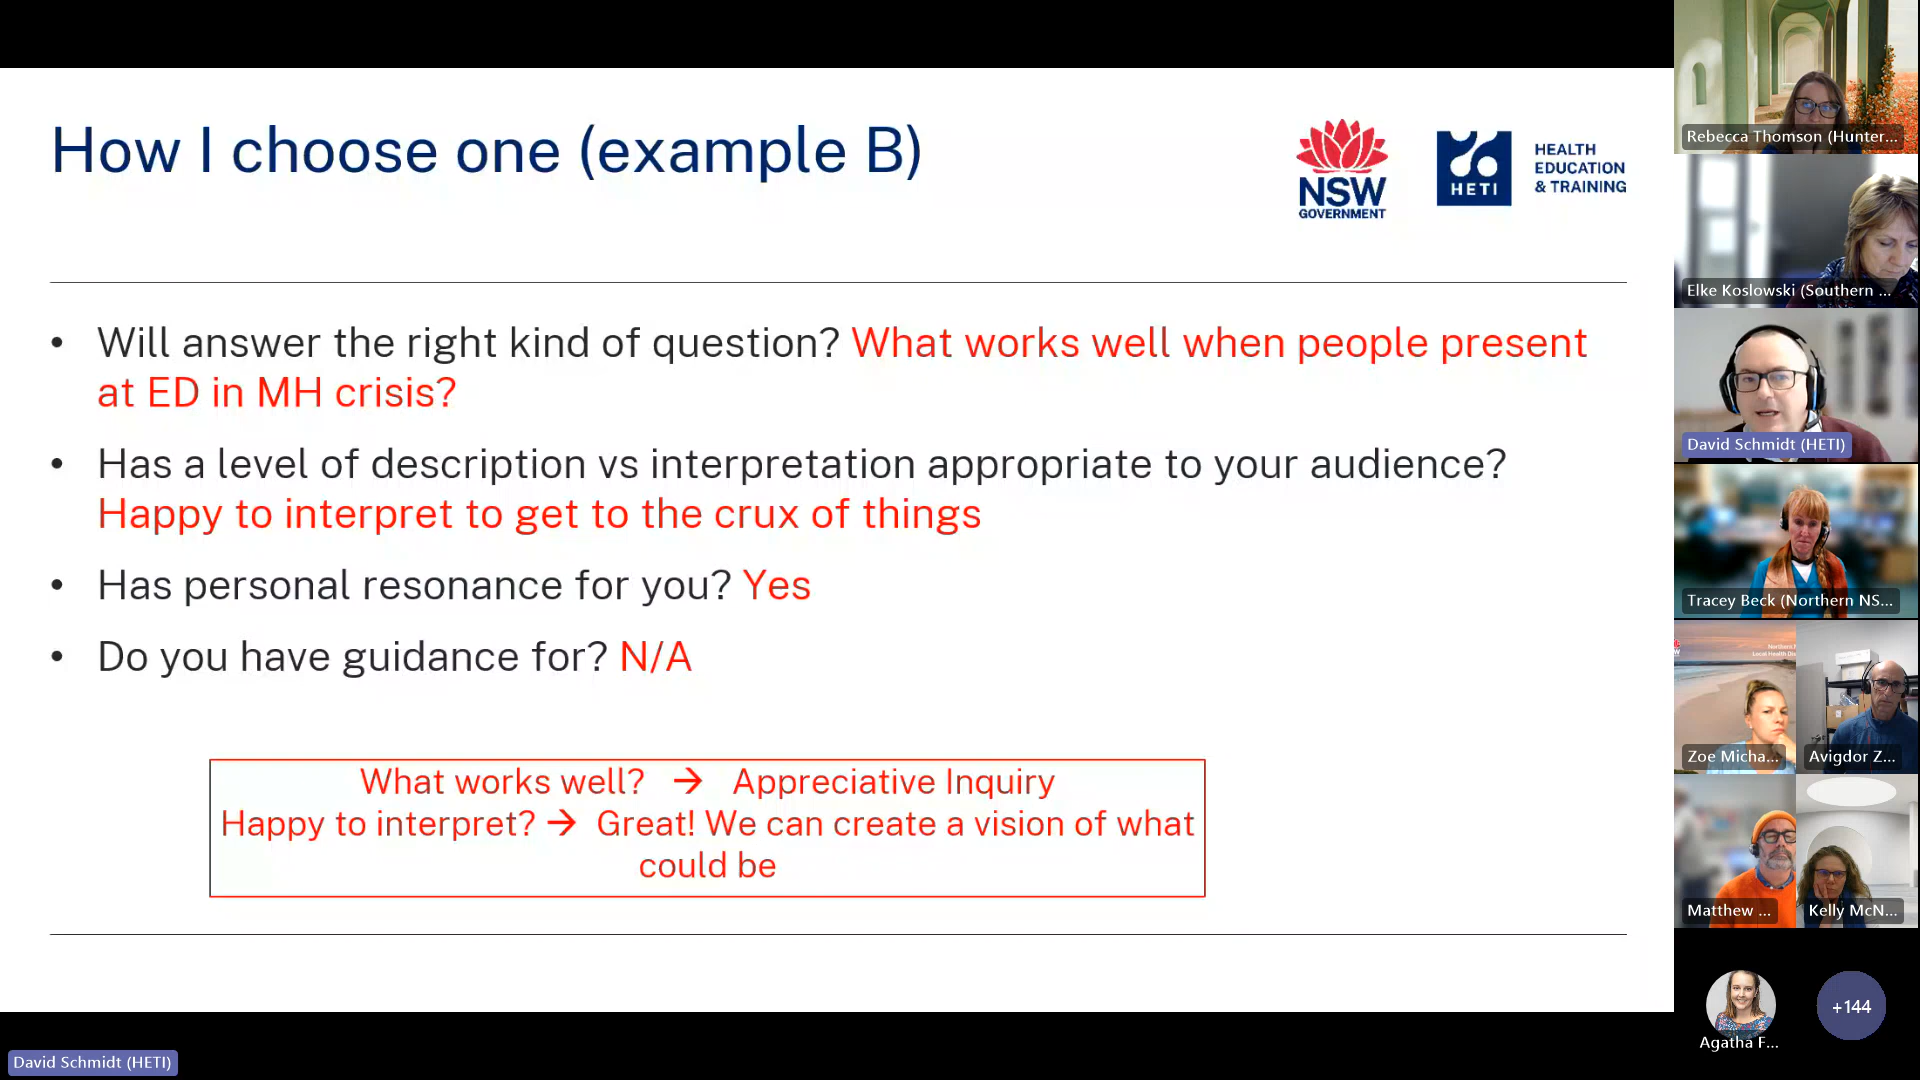 How I choose one (example B)
NSW
GOVERNMENT
HETI
HEALTH
EDUCATION
& TRAINING
• Will answer the right kind of question? What works well when people present
at ED in MH crisis?
• Has a level of description vs interpretation appropriate to your audience?
Happy to interpret to get to the crux of things
• Has personal resonance for you? Yes
• Do you have guidance for? N/A
What works well? → Appreciative Inquiry
Happy to interpret? → Great! We can create a vision of what
could be
Rebecca Thomson (Hunter...
Elke Koslowski (Southern ...
David Schmidt (HETI)
Tracey Beck (Northern NS...
Zoe Micha...
Avigdor Z...
Matthew ...
Kelly McN...
Agatha F...
+144
David Schmidt (HETI)